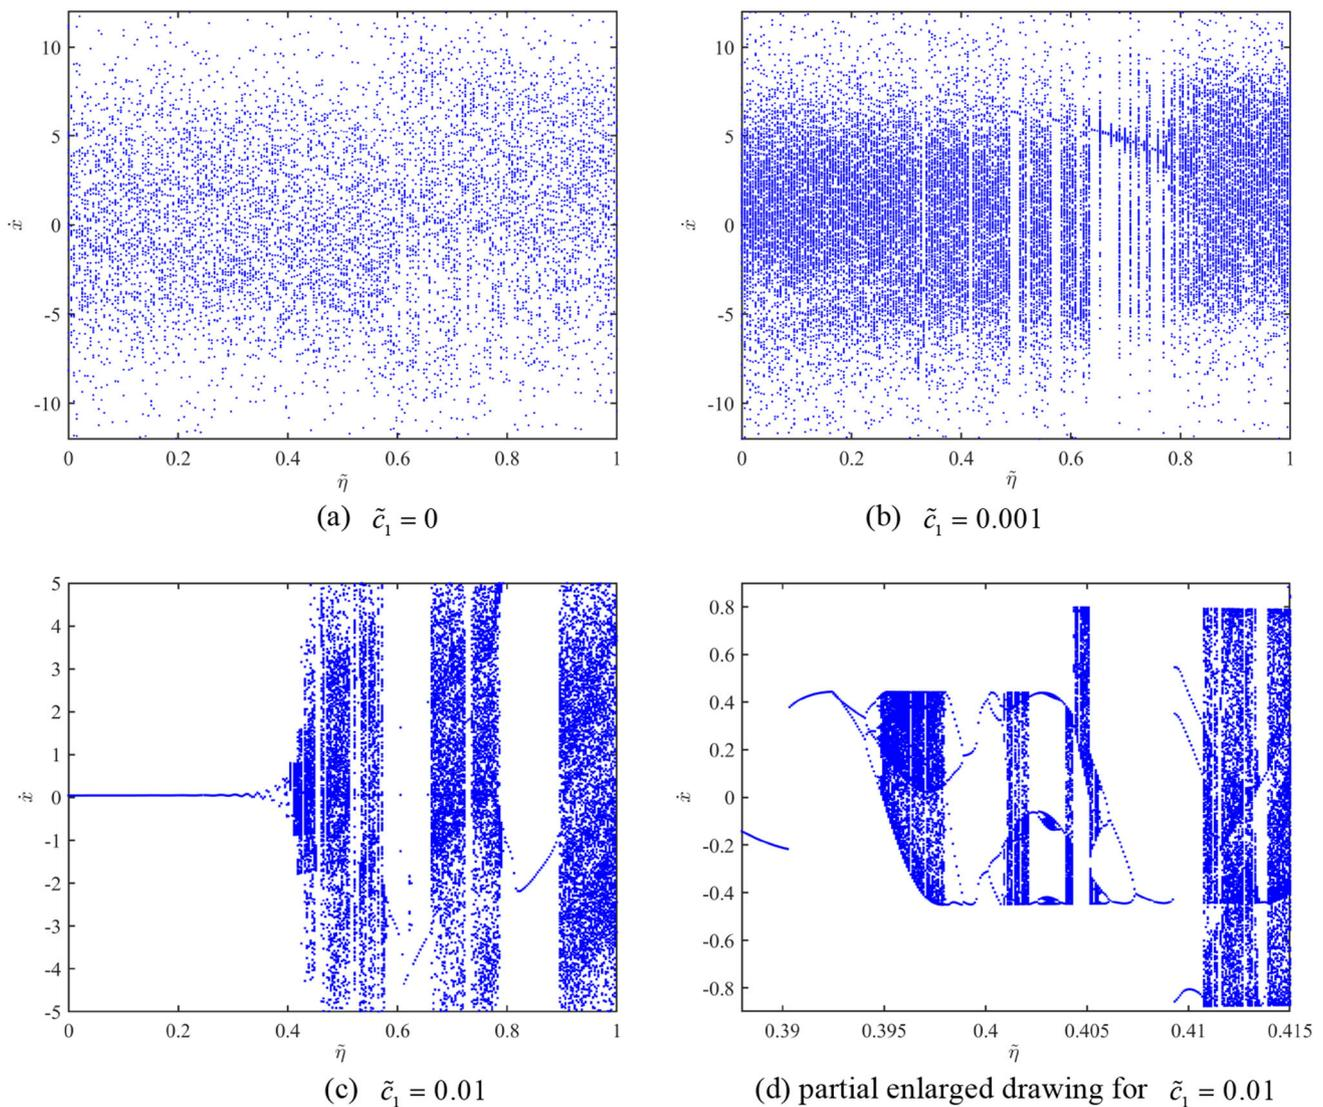 10
5
0
-5
-10
ẋ
0 0.2 0.4 0.6 0.8 1
η̃
(a) c̃₁ = 0
10
5
0
-5
-10
ẋ
0 0.2 0.4 0.6 0.8 1
η̃
(b) c̃₁ = 0.001
5
4
3
2
1
0
-1
-2
-3
-4
-5
ẋ
0 0.2 0.4 0.6 0.8 1
η̃
(c) c̃₁ = 0.01
0.8
0.6
0.4
0.2
0
-0.2
-0.4
-0.6
-0.8
ẋ
0.39 0.395 0.4 0.405 0.41 0.415
η̃
(d) partial enlarged drawing for c̃₁ = 0.01